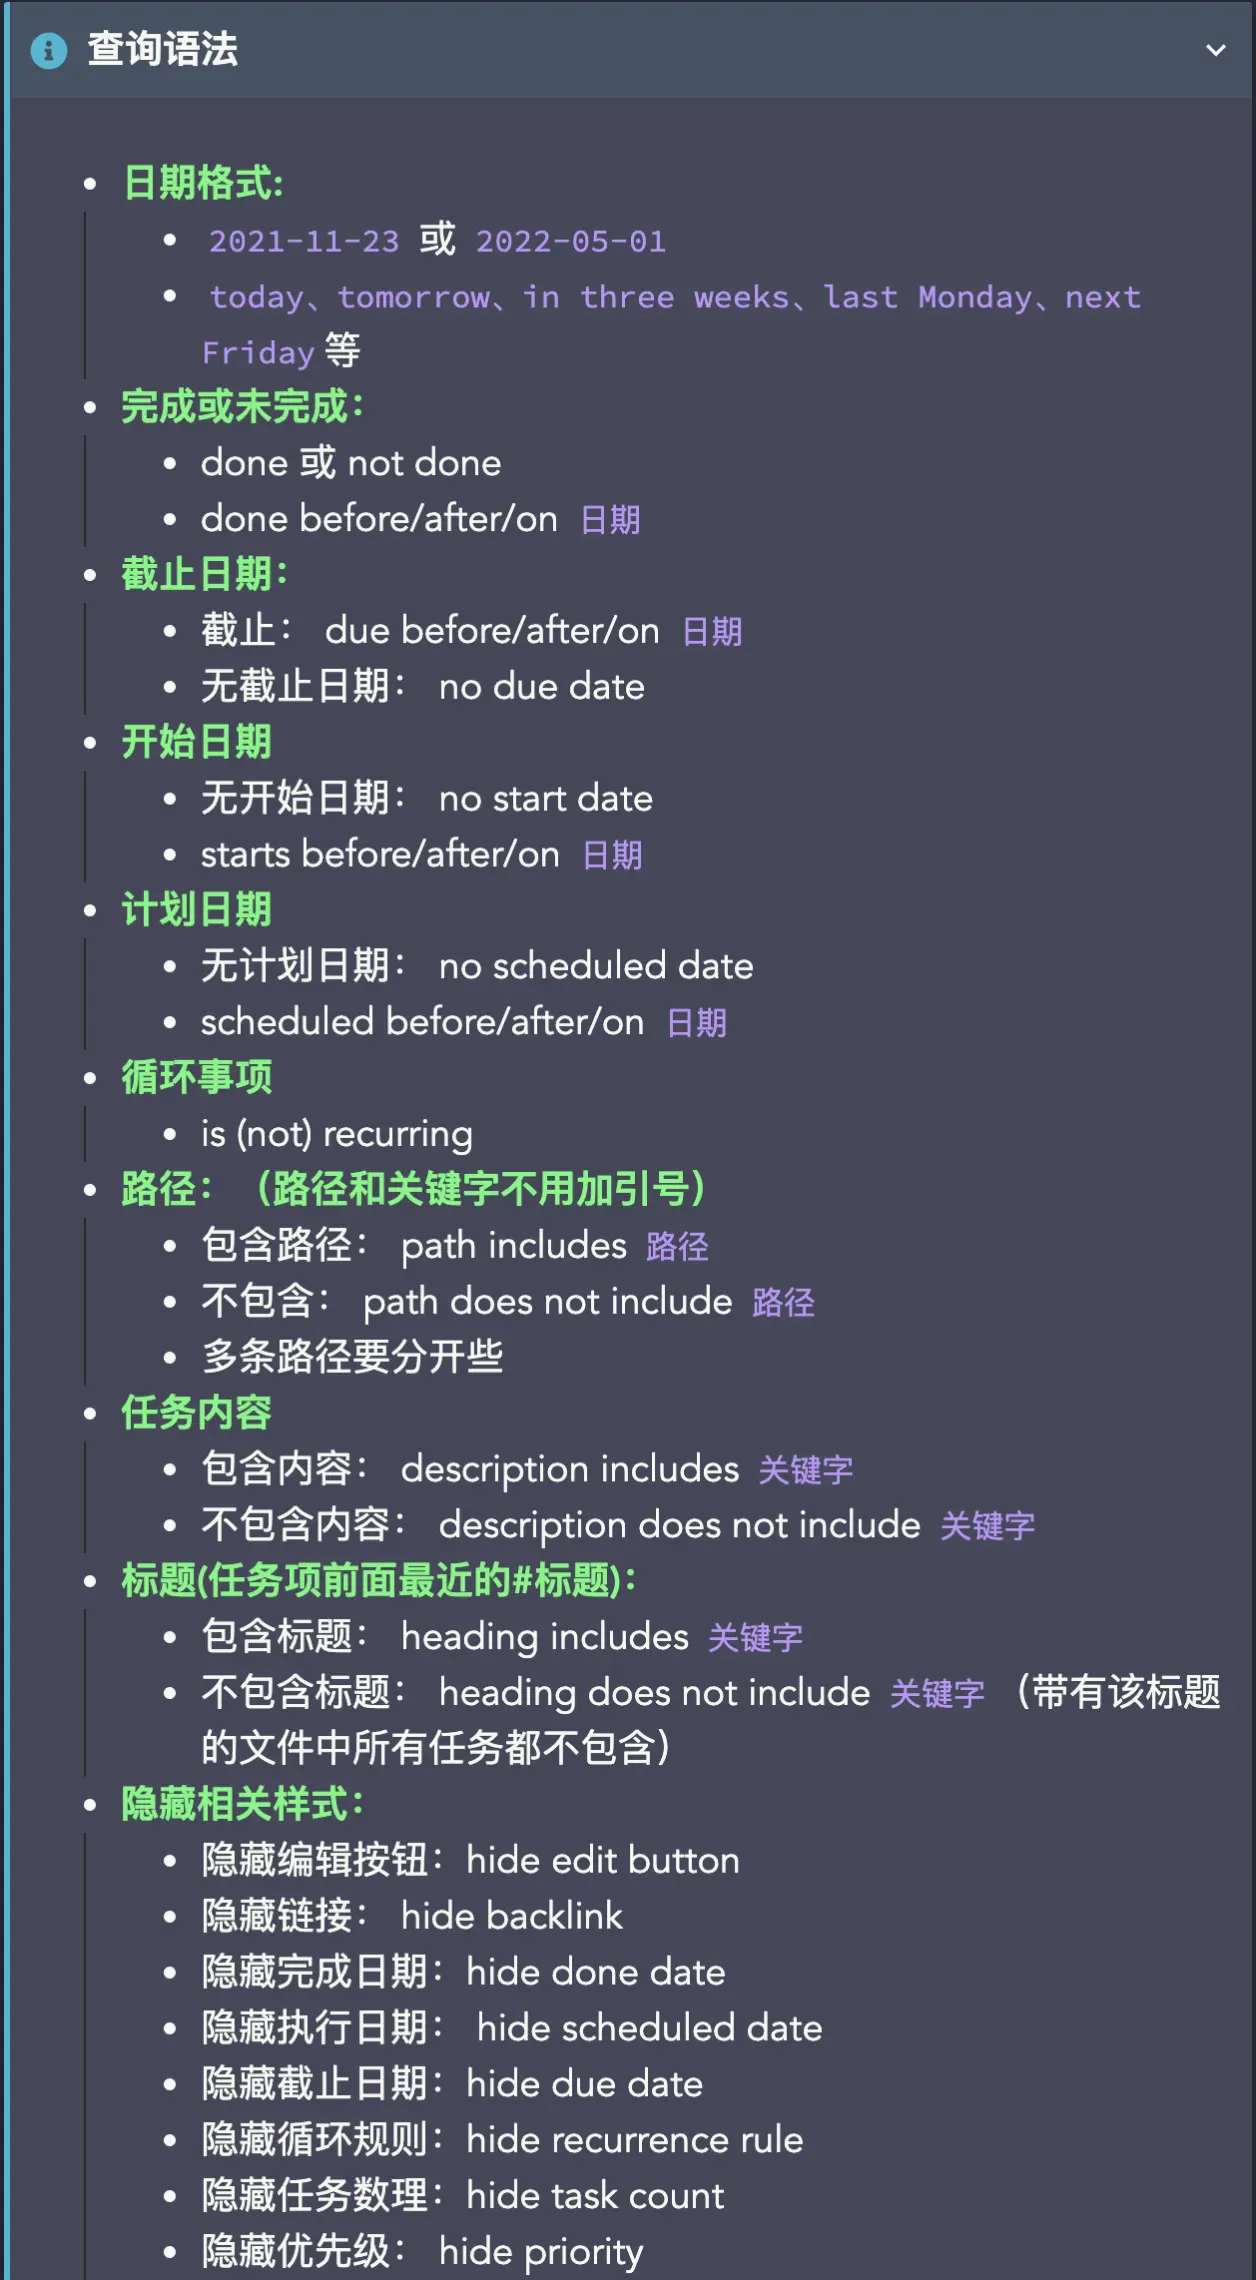 查询语法
日期格式:
2021-11-23 或 2022-05-01
today、tomorrow、in three weeks、last Monday、next
Friday 等
完成或未完成：
done 或 not done
done before/after/on 日期
截止日期：
截止： due before/after/on 日期
无截止日期： no due date
开始日期
无开始日期： no start date
starts before/after/on 日期
计划日期
无计划日期： no scheduled date
scheduled before/after/on 日期
循环事项
is (not) recurring
路径：（路径和关键字不用加引号）
包含路径： path includes 路径
不包含： path does not include 路径
多条路径要分开些
任务内容
包含内容： description includes 关键字
不包含内容： description does not include 关键字
标题(任务项前面最近的#标题)：
包含标题： heading includes 关键字
不包含标题： heading does not include 关键字 （带有该标题
的文件中所有任务都不包含）
隐藏相关样式：
隐藏编辑按钮：hide edit button
隐藏链接： hide backlink
隐藏完成日期：hide done date
隐藏执行日期： hide scheduled date
隐藏截止日期：hide due date
隐藏循环规则：hide recurrence rule
隐藏任务数理：hide task count
隐藏优先级： hide priority